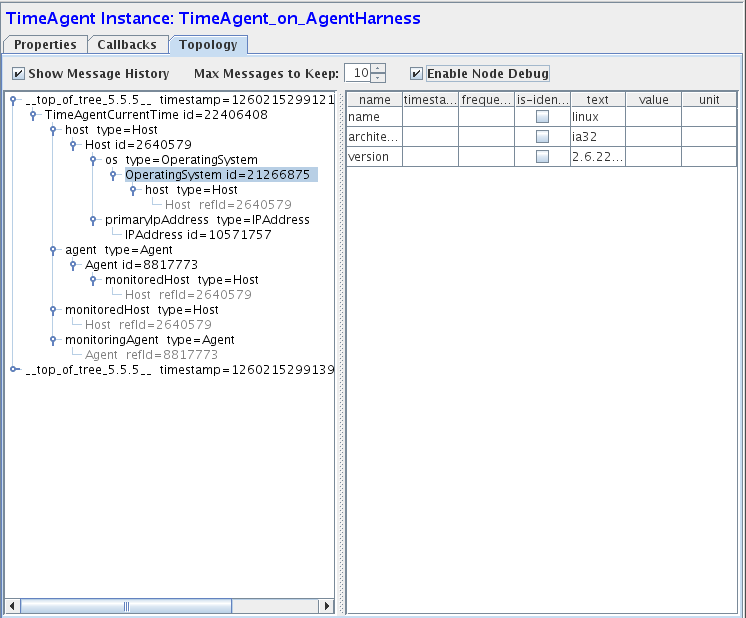 TimeAgent Instance: TimeAgent_on_AgentHarness
Properties Callbacks Topology
Show Message History Max Messages to Keep: 10 Enable Node Debug
__top_of_tree_5.5.5__ timestamp=1260215299121
TimeAgentCurrentTime id=22406408
host type=Host
Host id=2640579
os type=OperatingSystem
OperatingSystem id=21266875
host type=Host
Host refId=2640579
primaryIpAddress type=IPAddress
IPAddress id=10571757
agent type=Agent
Agent id=8817773
monitoredHost type=Host
Host refId=2640579
monitoredHost type=Host
Host refId=2640579
monitoringAgent type=Agent
Agent refId=8817773
__top_of_tree_5.5.5__ timestamp=1260215299139
name timesta... freque... is-iden... text value unit
name linux
archite... ia32
version 2.6.22...